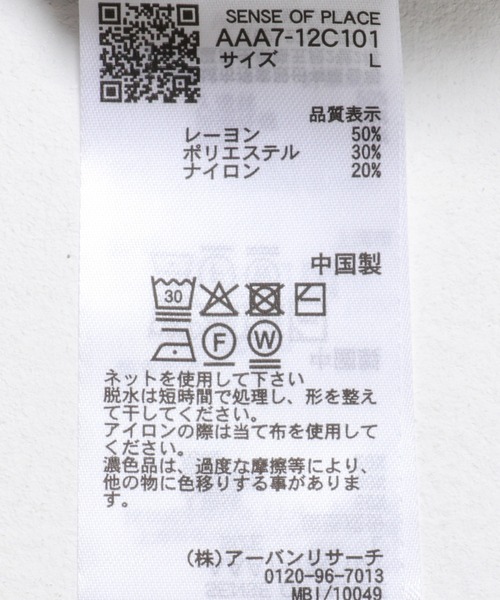 SENSE OF PLACE
AAA7-12C101
サイズ L
品質表示
レーヨン 50%
ポリエステル 30%
ナイロン 20%
中国製
30
F W
ネットを使用して下さい
脱水は短時間で処理し、形を整え
て干してください。
アイロンの際は当て布を使用して
ください。
濃色品は、過度な摩擦等により、
他の物に色移りする事がありま
す。
(株)アーバンリサーチ
0120-96-7013
MBI/10049